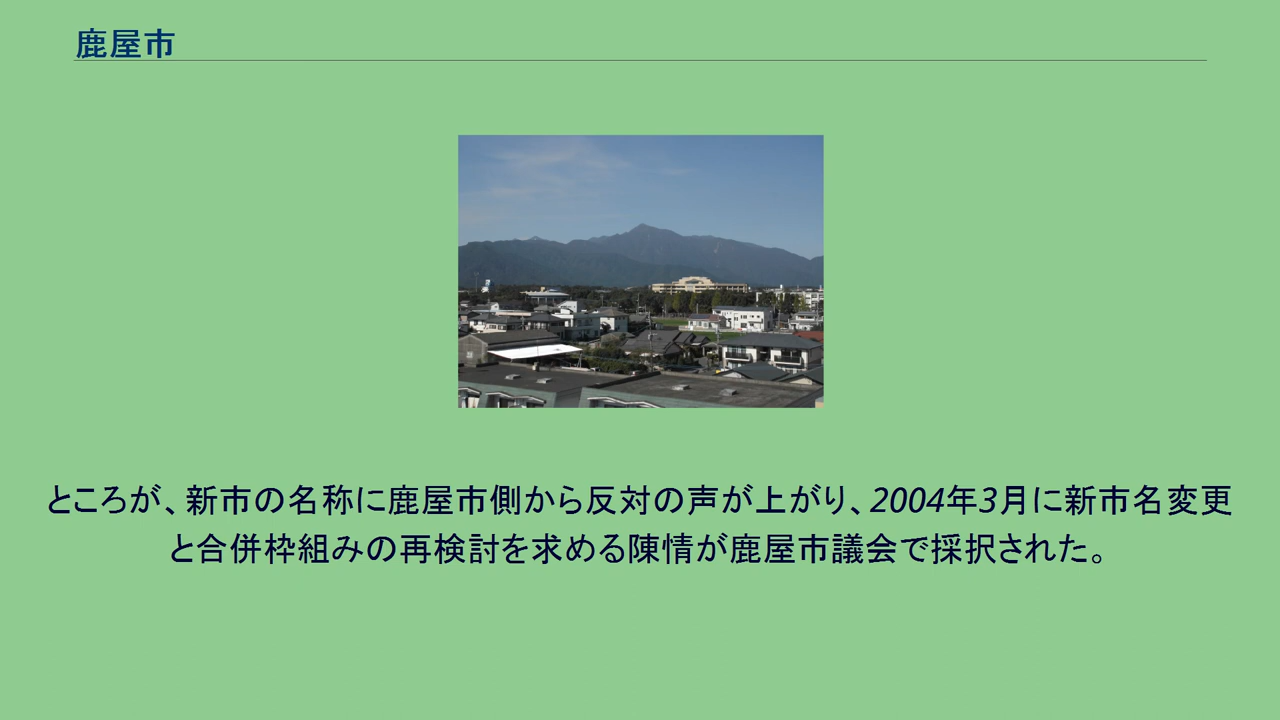 鹿屋市
ところが、新市の名称に鹿屋市側から反対の声が上がり、2004年3月に新市名変更
と合併枠組みの再検討を求める陳情が鹿屋市議会で採択された。